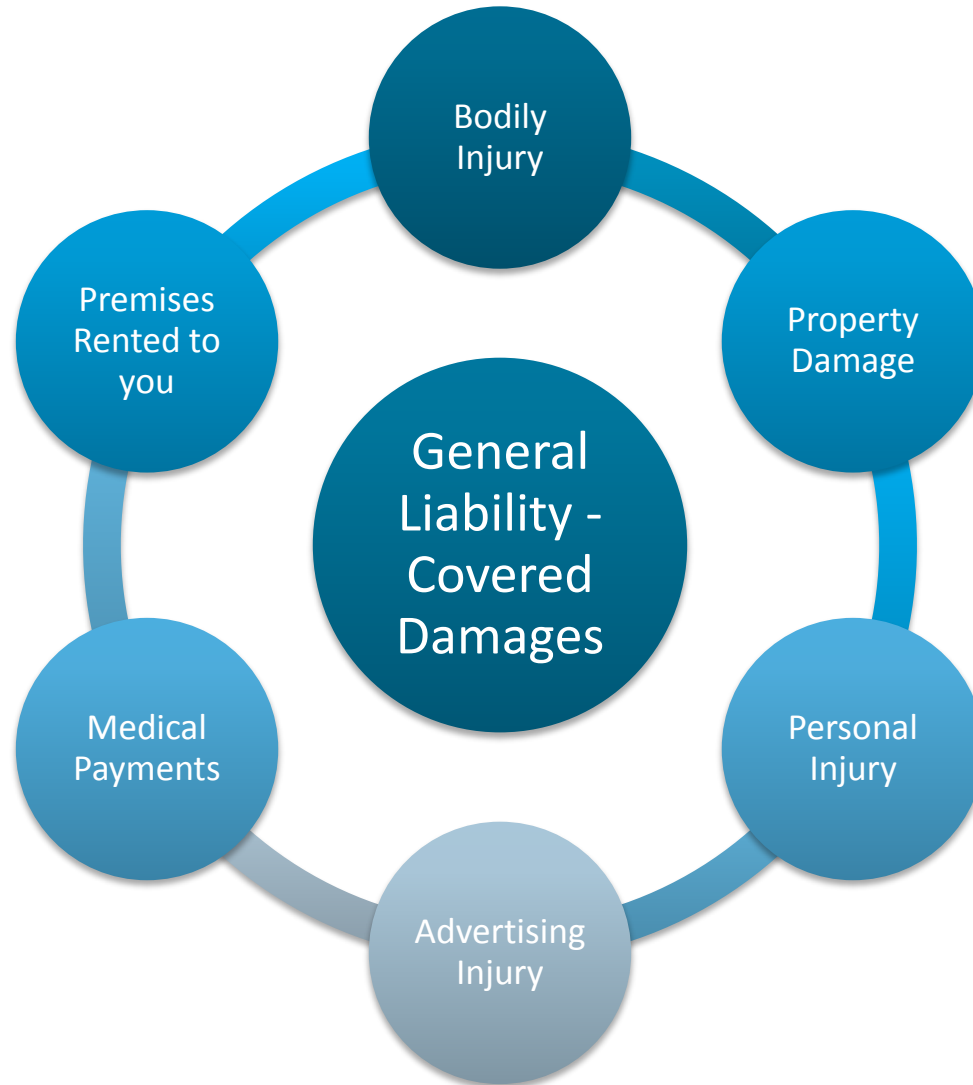 Bodily
Injury
Property
Damage
Personal
Injury
Advertising
Injury
Medical
Payments
Premises
Rented to
you
General
Liability -
Covered
Damages